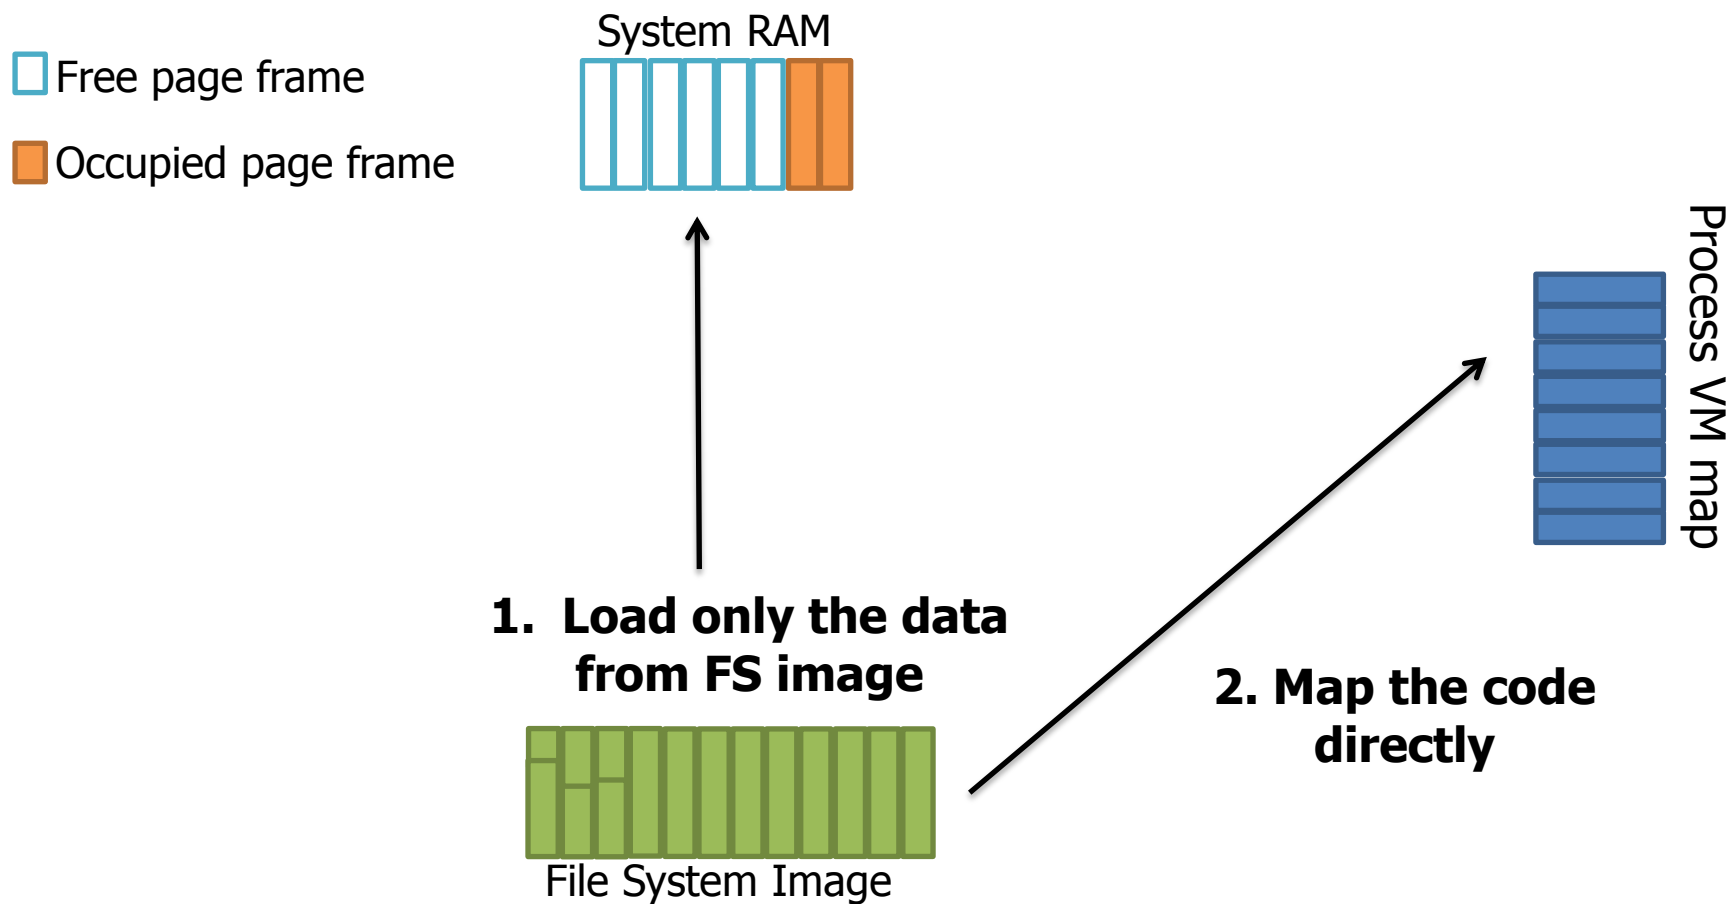 System RAM
Free page frame
Occupied page frame
Process VM map
1. Load only the data
from FS image
2. Map the code
directly
File System Image